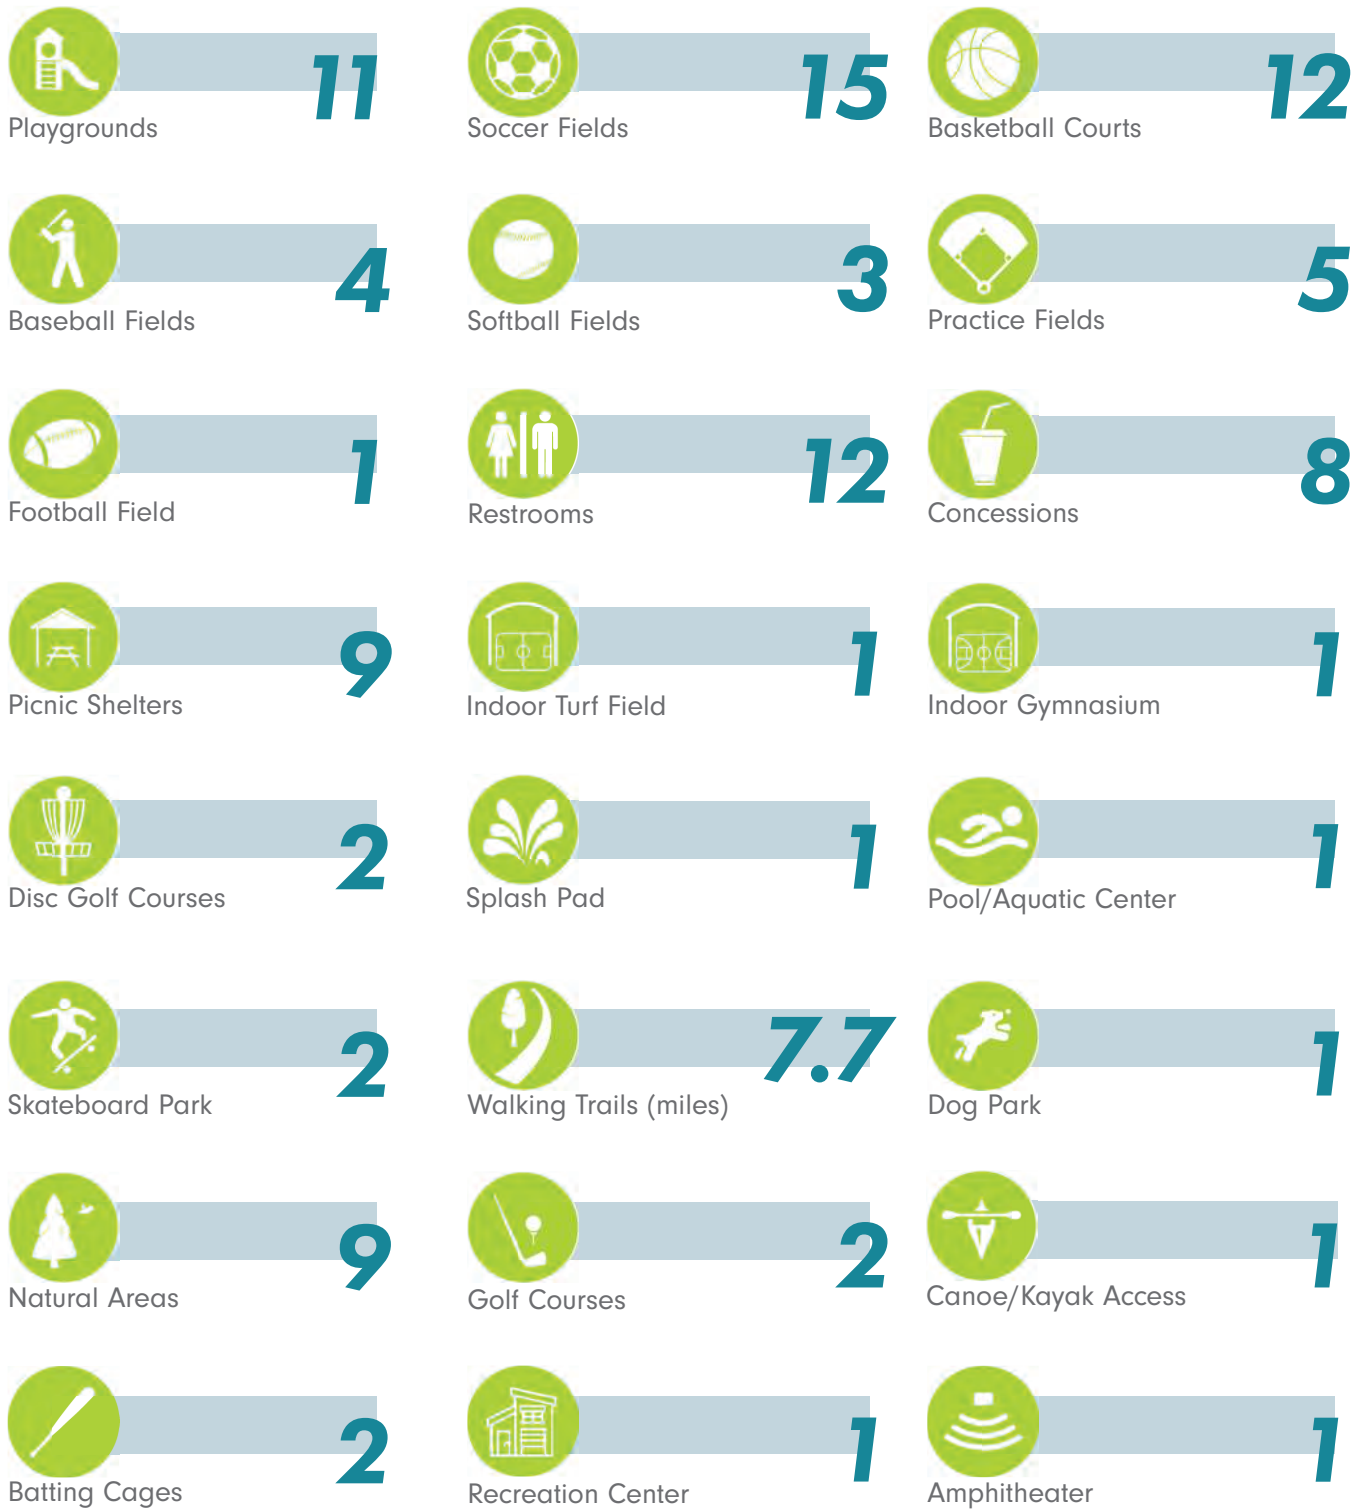 11
Playgrounds
15
Soccer Fields
12
Basketball Courts
4
Baseball Fields
3
Softball Fields
5
Practice Fields
1
Football Field
12
Restrooms
8
Concessions
9
Picnic Shelters
1
Indoor Turf Field
1
Indoor Gymnasium
2
Disc Golf Courses
1
Splash Pad
1
Pool/Aquatic Center
2
Skateboard Park
7.7
Walking Trails (miles)
1
Dog Park
9
Natural Areas
2
Golf Courses
1
Canoe/Kayak Access
2
Batting Cages
1
Recreation Center
1
Amphitheater